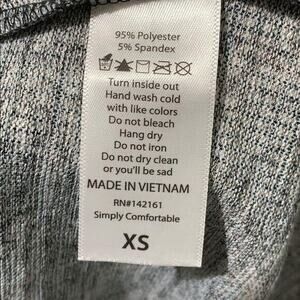 95% Polyester
5% Spandex
Turn inside out
Hand wash cold
with like colors
Do not bleach
Hang dry
Do not iron
Do not dry clean
or you'll be sad
MADE IN VIETNAM
RN#142161
Simply Comfortable
XS